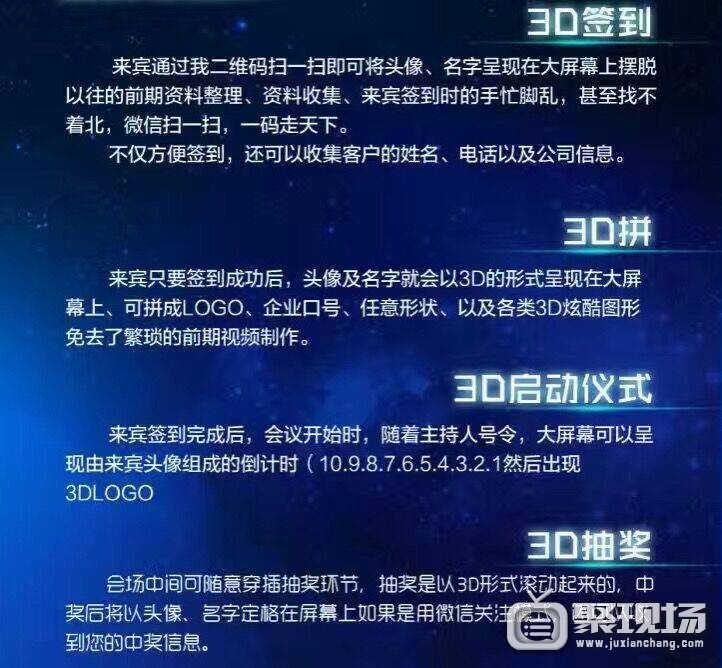 3D签到
来宾通过我二维码扫一扫即可将头像、名字呈现在大屏幕上摆脱
以往的前期资料整理、资料收集、来宾签到时的手忙脚乱，甚至找不
着北，微信扫一扫，一码走天下。
不仅方便签到，还可以收集客户的姓名、电话以及公司信息。
3D拼
来宾只要签到成功后，头像及名字就会以3D的形式呈现在大屏
幕上、可拼成LOGO、企业口号、任意形状、以及各类3D炫酷图形
免去了繁琐的前期视频制作。
3D启动仪式
来宾签到完成后，会议开始时，随着主持人号令，大屏幕可以呈
现由来宾头像组成的倒计时（10.9.8.7.6.5.4.3.2.1然后出现
3DLOGO
3D抽奖
会场中间可随意穿插抽奖环节，抽奖是以3D形式滚动起来的，中
奖后将以头像、名字定格在屏幕上如果是用微信关注
到您的中奖信息。
聚现场
www.juxianchang.com